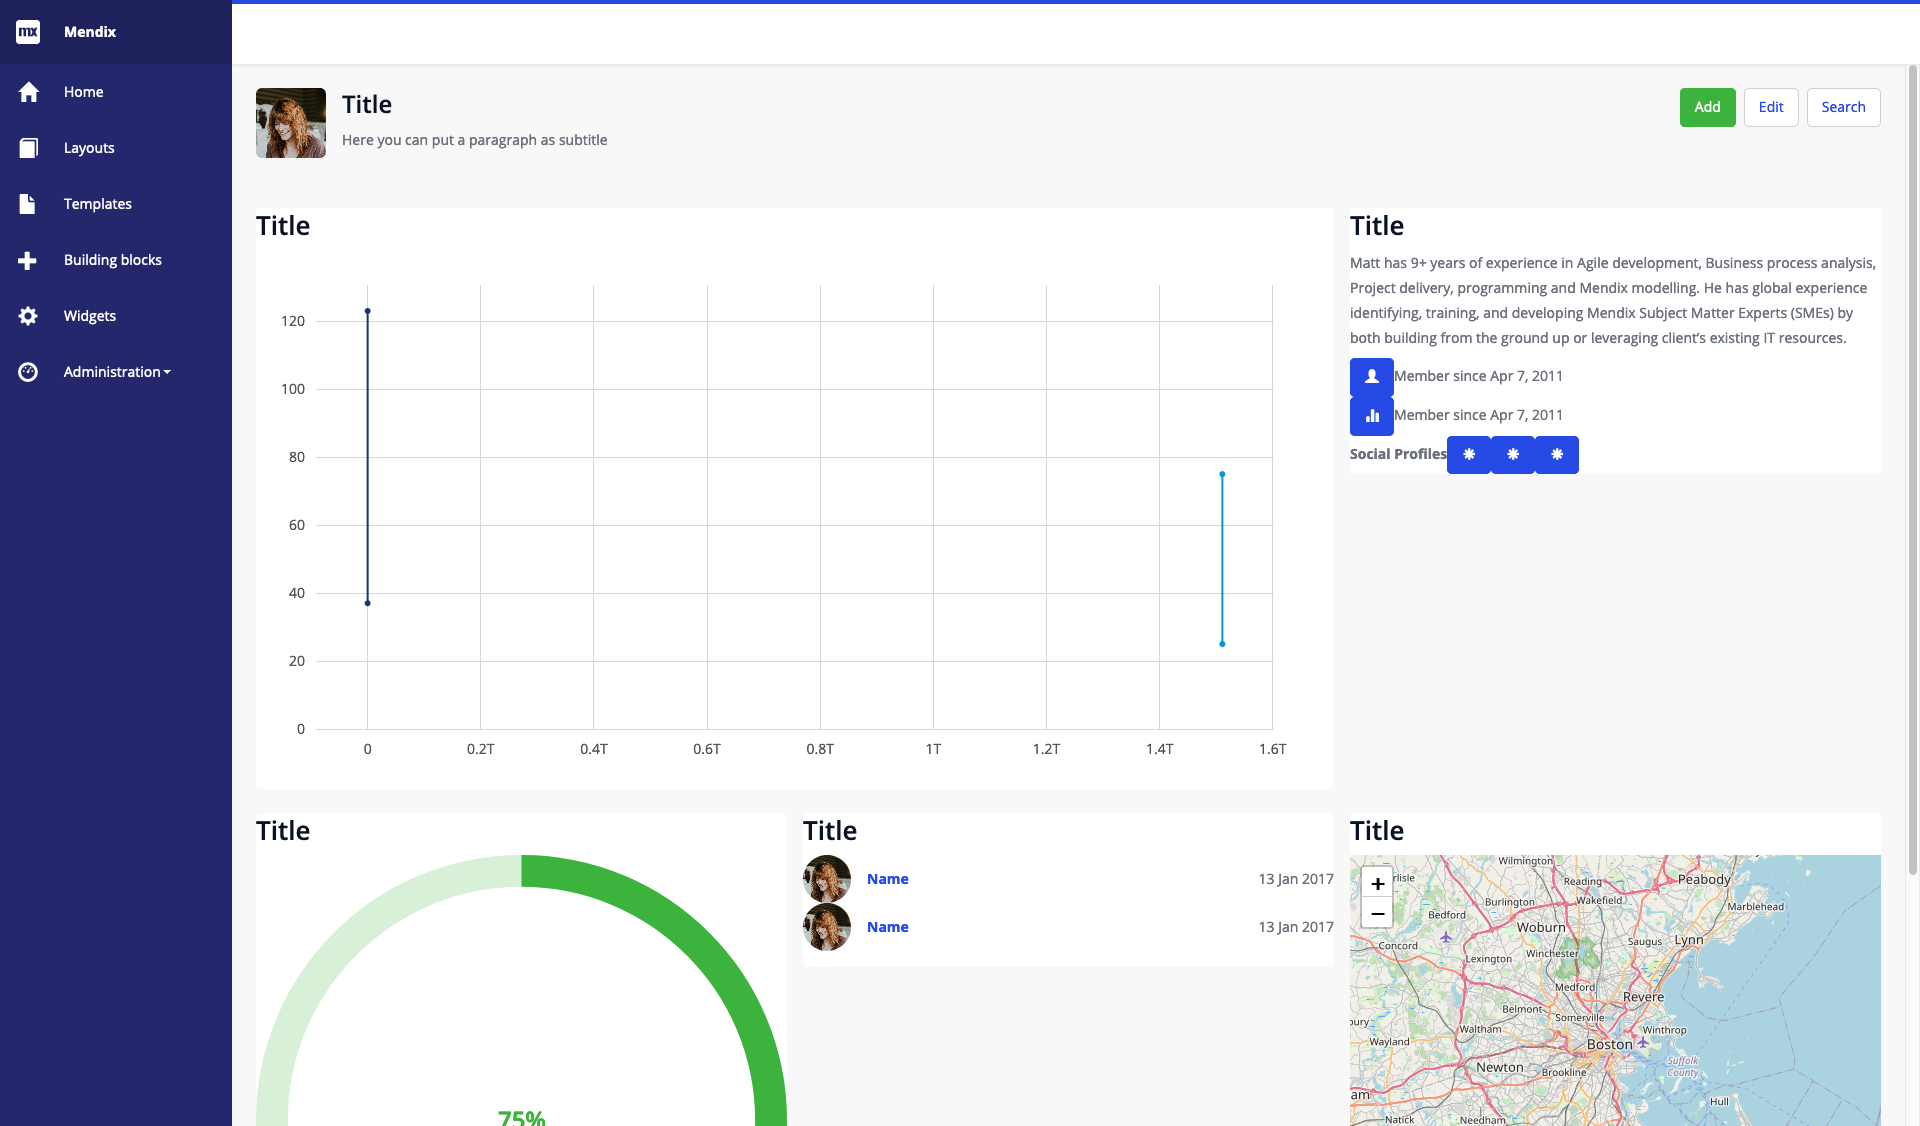 mx Mendix
Home
Layouts
Templates
Building blocks
Widgets
Administration
Title
Here you can put a paragraph as subtitle
Add
Edit
Search
Title
120
100
80
60
40
20
0
0 0.2T 0.4T 0.6T 0.8T 1T 1.2T 1.4T 1.6T
Title
Matt has 9+ years of experience in Agile development, Business process analysis,
Project delivery, programming and Mendix modelling. He has global experience
identifying, training, and developing Mendix Subject Matter Experts (SMEs) by
both building from the ground up or leveraging client’s existing IT resources.
Member since Apr 7, 2011
Member since Apr 7, 2011
Social Profiles
Title
75%
Title
Name 13 Jan 2017
Name 13 Jan 2017
Title
+
−
Wilmington
rlisle
Reading
Peabody
Burlington
Wakefield
Marblehead
Bedford
Woburn
Concord
Saugus
Lynn
Winchester
Lexington
Medford
Revere
Belmont
Somerville
bury
Waltham
Winthrop
Wayland
Boston
Suffolk
County
Newton
Brookline
am
Hull
Natick
Needham